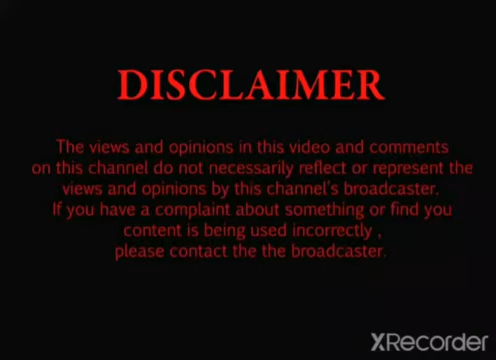 DISCLAIMER
The views and opinions in this video and comments
on this channel do not necessarily reflect or represent the
views and opinions by this channel's broadcaster.
If you have a complaint about something or find you
content is being used incorrectly ,
please contact the the broadcaster.
XRecorder